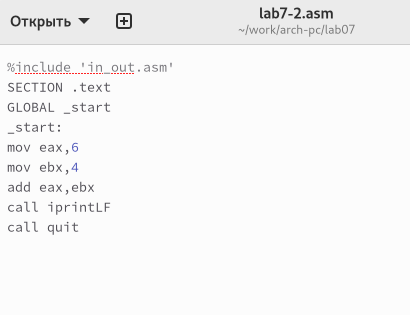 Открыть
lab7-2.asm
~/work/arch-pc/lab07
%include 'in_out.asm'
SECTION .text
GLOBAL _start
_start:
mov eax,6
mov ebx,4
add eax,ebx
call iprintLF
call quit